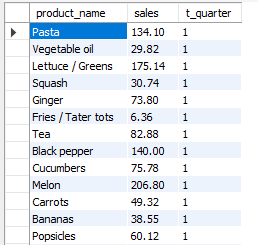 product_name sales t_quarter
Pasta 134.10 1
Vegetable oil 29.82 1
Lettuce / Greens 175.14 1
Squash 30.74 1
Ginger 73.80 1
Fries / Tater tots 6.36 1
Tea 82.88 1
Black pepper 140.00 1
Cucumbers 75.78 1
Melon 206.80 1
Carrots 49.32 1
Bananas 38.55 1
Popsicles 60.12 1